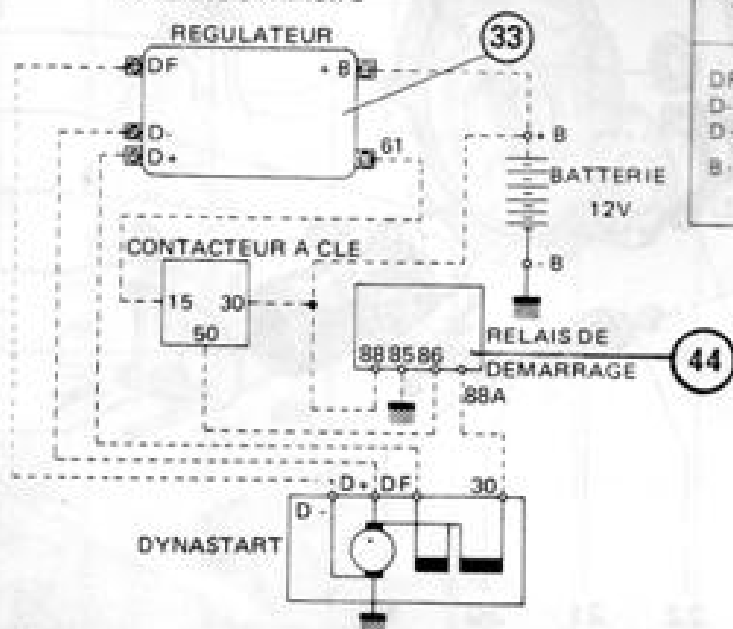 REGULATEUR
33
DF
+ B
D-
D+
61
+ B
BATTERIE
12V
- B
CONTACTEUR A CLE
15 30
50
RELAIS DE
DEMARRAGE
44
88 85 86
88A
D+ DF 30
D-
DYNASTART
D-
B-